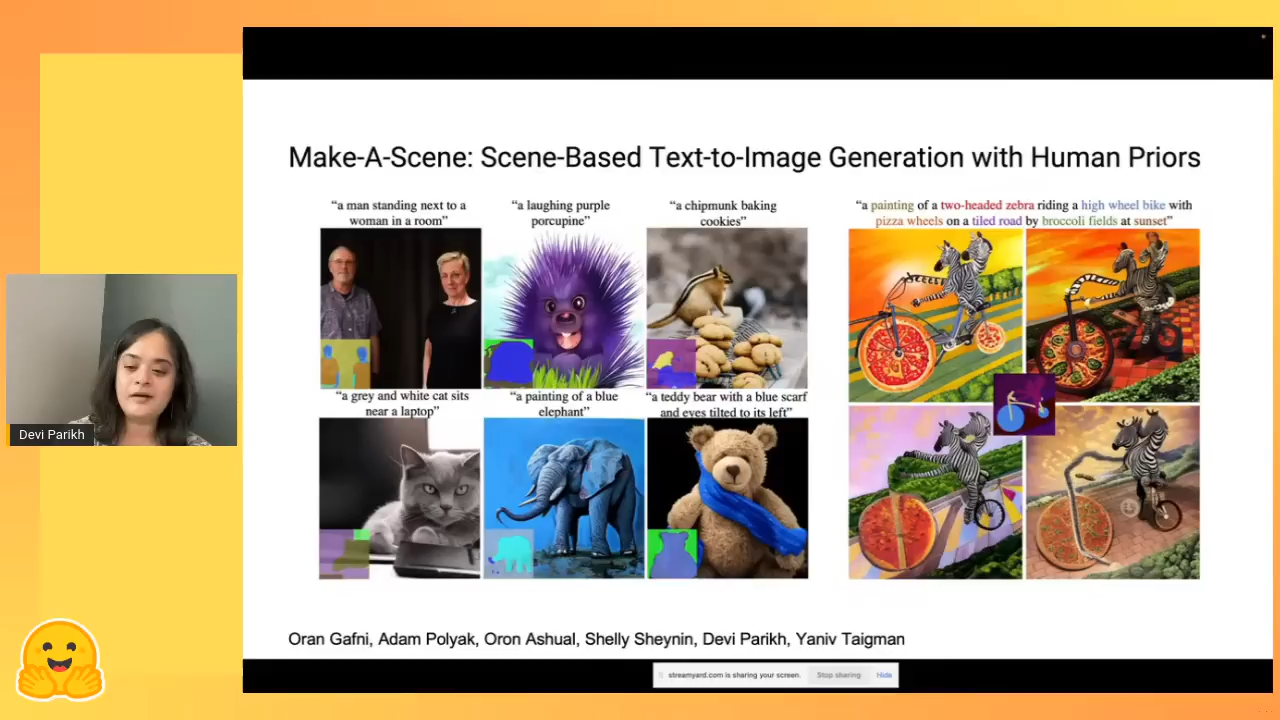 Make-A-Scene: Scene-Based Text-to-Image Generation with Human Priors
“a man standing next to a
woman in a room”
“a laughing purple
porcupine”
“a chipmunk baking
cookies”
“a painting of a two-headed zebra riding a high wheel bike with
pizza wheels on a tiled road by broccoli fields at sunset”
“a grey and white cat sits
near a laptop”
“a painting of a blue
elephant”
“a teddy bear with a blue scarf
and eyes tilted to its left”
Devi Parikh
Oran Gafni, Adam Polyak, Oron Ashual, Shelly Sheynin, Devi Parikh, Yaniv Taigman
streamyard.com is sharing your screen.
Stop sharing
Hide